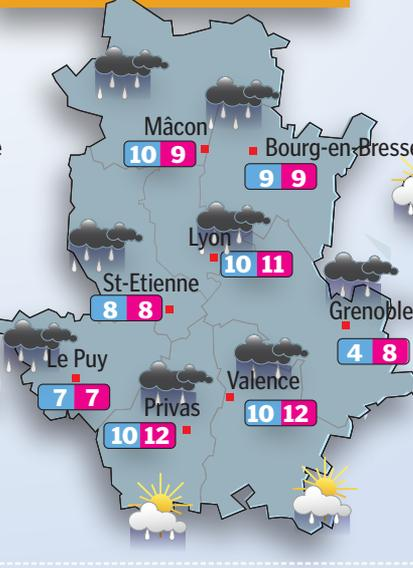 Mâcon
10 9
Bourg-en-Bresse
9 9
Lyon
10 11
St-Etienne
8 8
Grenoble
4 8
Le Puy
7 7
Valence
10 12
Privas
10 12